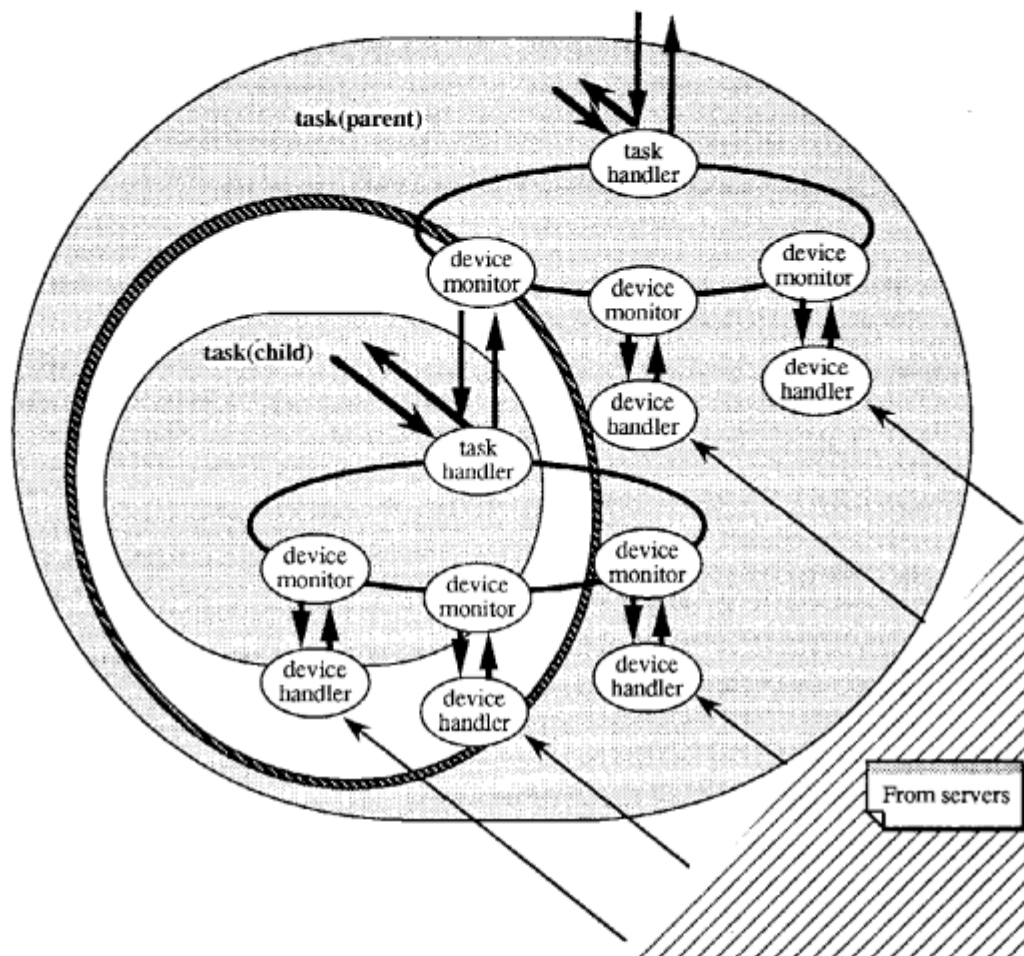 task(parent)
task
handler
device
monitor
device
monitor
device
monitor
device
handler
device
handler
task(child)
task
handler
device
monitor
device
monitor
device
monitor
device
handler
device
handler
device
handler
From servers